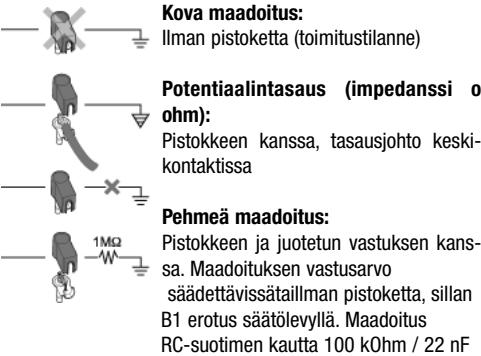 Kova maadoitus:
Ilman pistoketta (toimitustilanne)
Potentiaalintasaus (impedanssi o
ohm):
Pistokkeen kanssa, tasausjohto keski-
kontaktissa
Pehmeä maadoitus:
1MΩ
Pistokkeen ja juotetun vastuksen kans-
sa. Maadoituksen vastusarvo
säädettävissätaillman pistoketta, sillan
B1 erotus säätölevyllä. Maadoitus
RC-suotimen kautta 100 kOhm / 22 nF